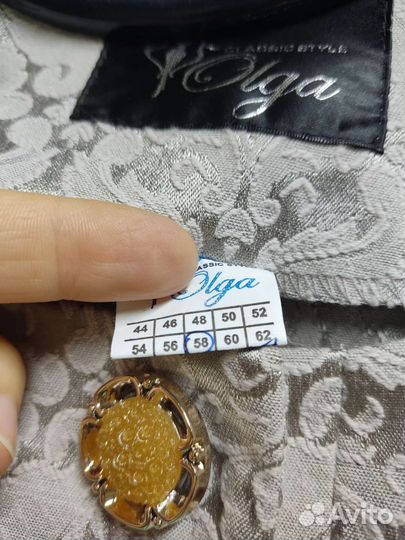 CLASSIC STYLE
Olga
Olga
44 46 48 50 52
54 56 58 60 62
Avito